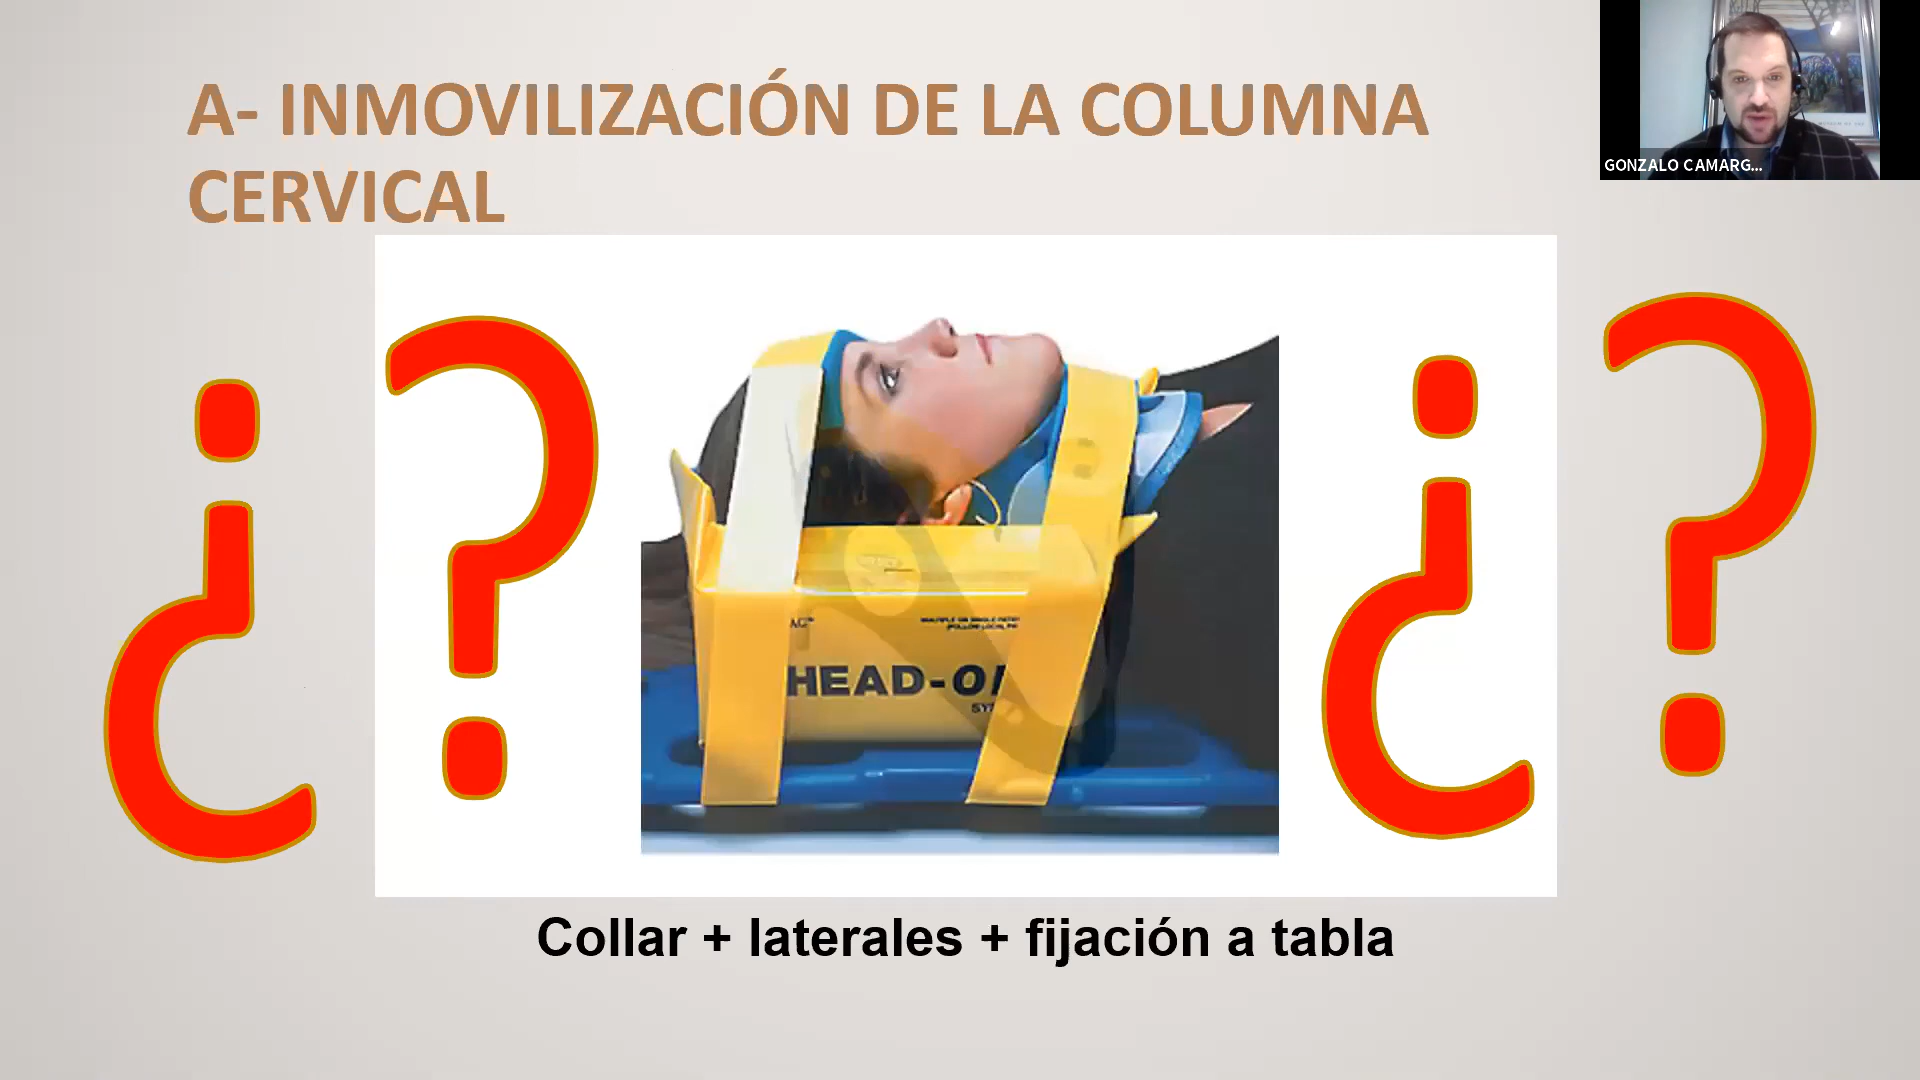 A- INMOVILIZACIÓN DE LA COLUMNA
CERVICAL
GONZALO CAMARG...
¿ ? ¿ ?
HEAD-O
Collar + laterales + fijación a tabla